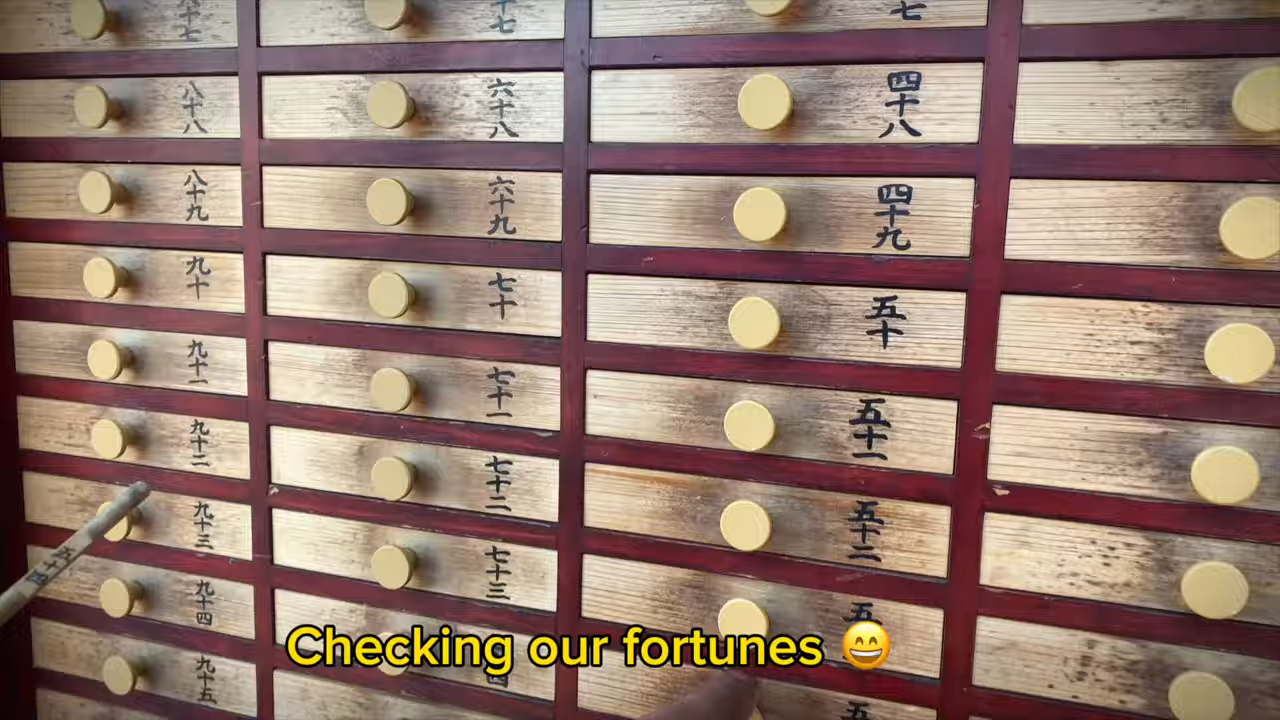 八十八
八十九
九十
九十一
九十二
九十三
九十四
九十五
六十八
六十九
七十
七十一
七十二
七十三
四十八
四十九
五十
五十一
五十二
五十四
Checking our fortunes 😄